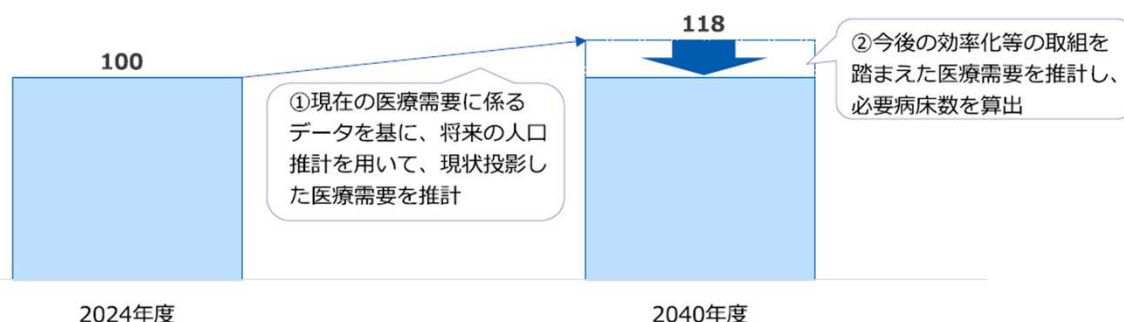 100
118
①現在の医療需要に係る
データを基に、将来の人口
推計を用いて、現状投影し
た医療需要を推計
②今後の効率化等の取組を
踏まえた医療需要を推計し、
必要病床数を算出
2024年度
2040年度